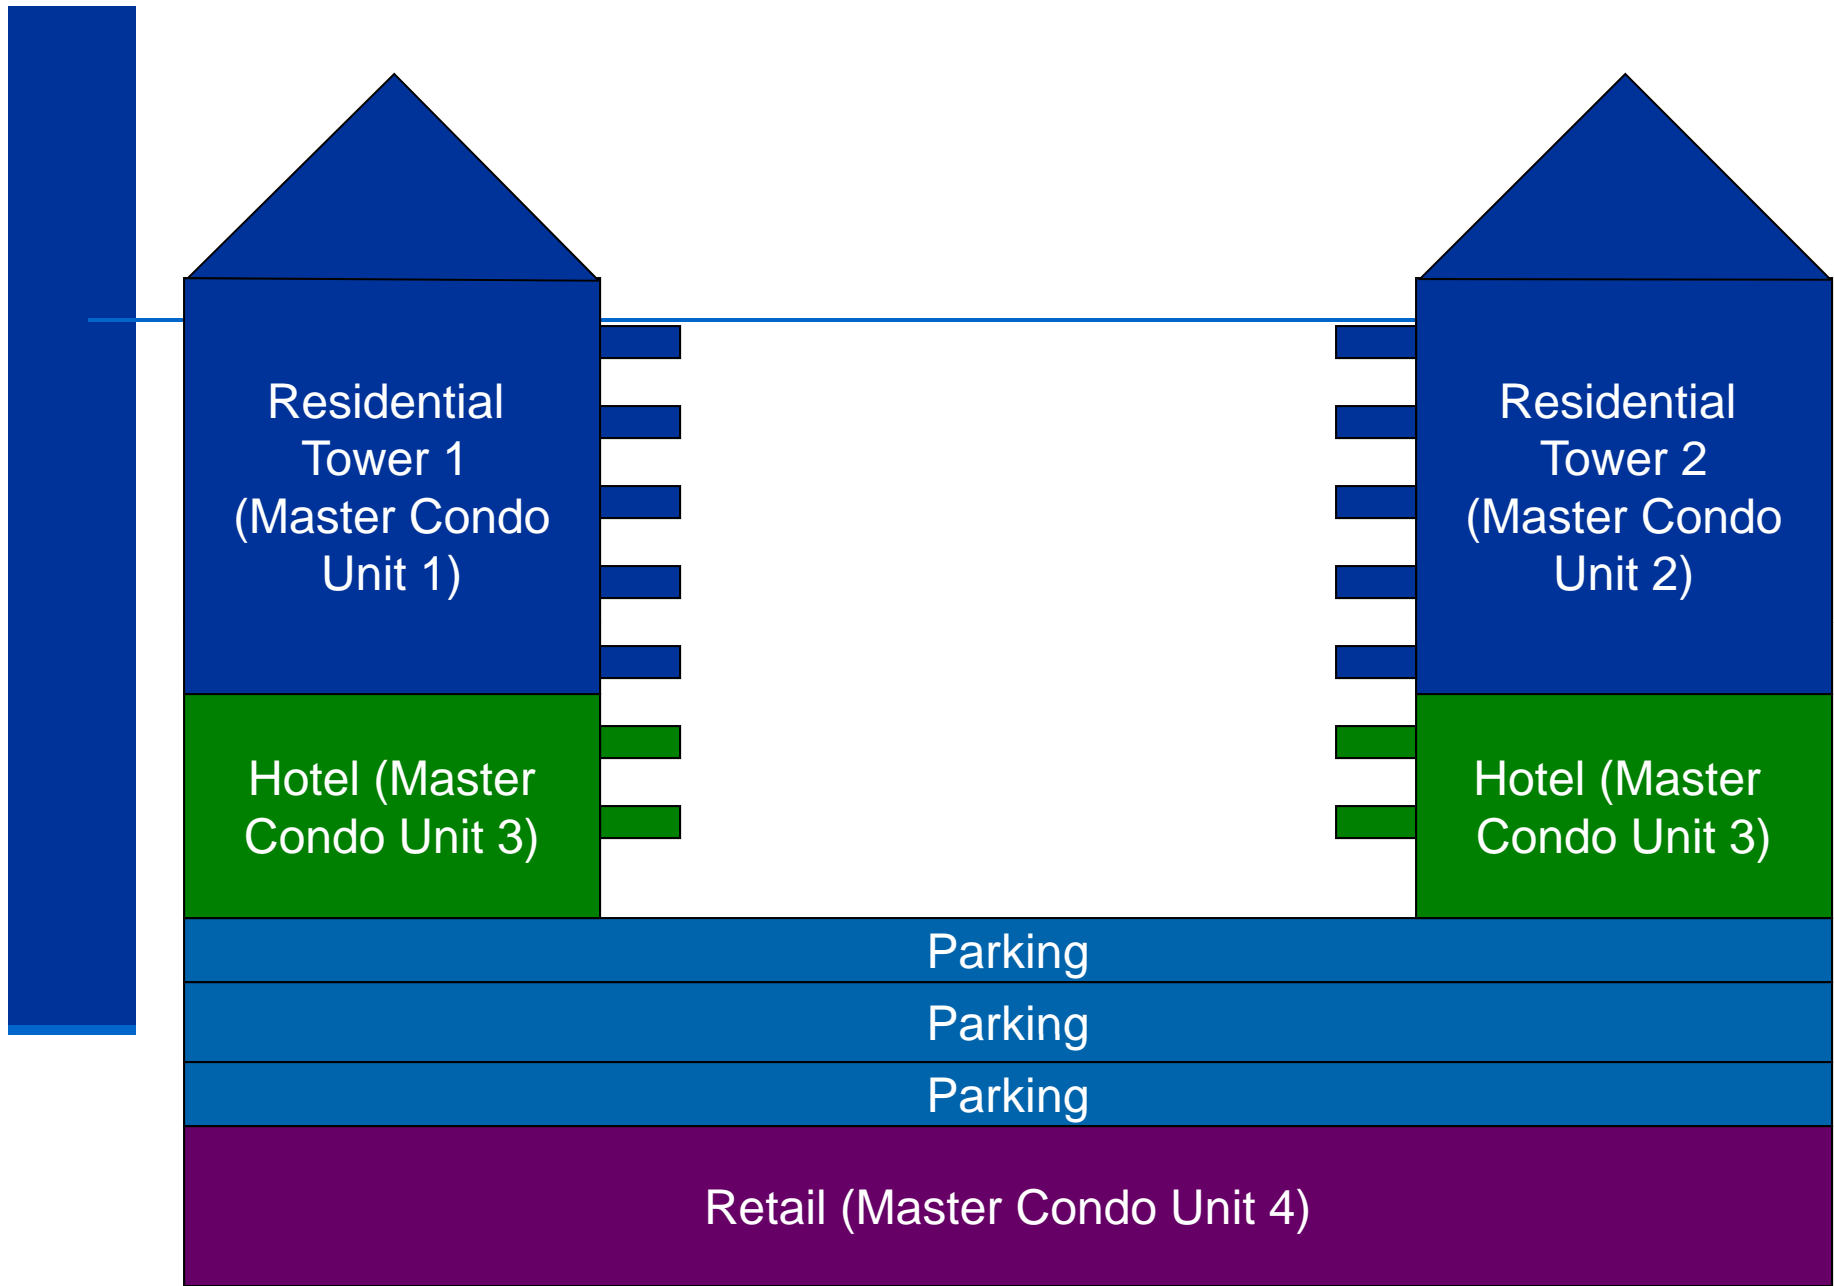 Residential
Tower 1
(Master Condo
Unit 1)
Residential
Tower 2
(Master Condo
Unit 2)
Hotel (Master
Condo Unit 3)
Hotel (Master
Condo Unit 3)
Parking
Parking
Parking
Retail (Master Condo Unit 4)